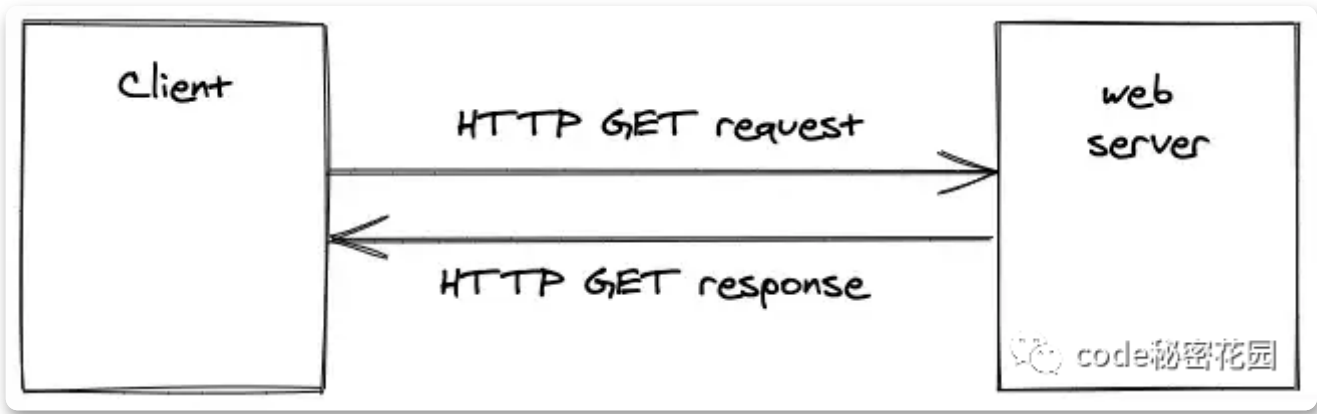 Client
HTTP GET request
web
server
HTTP GET response
code秘密花园